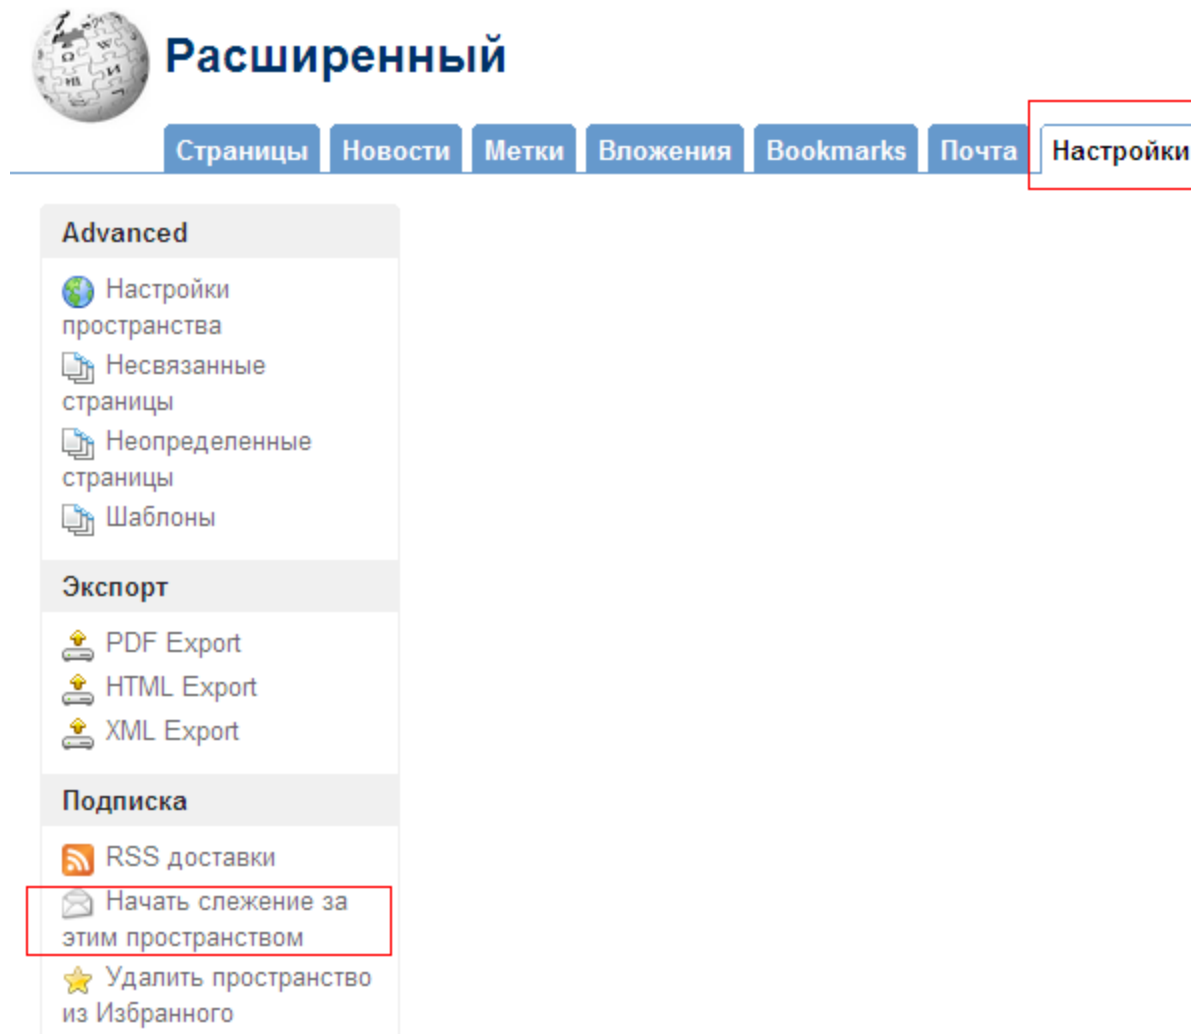 Расширенный
Страницы Новости Метки Вложения Bookmarks Почта Настройки
Advanced
Настройки
пространства
Несвязанные
страницы
Неопределенные
страницы
Шаблоны
Экспорт
PDF Export
HTML Export
XML Export
Подписка
RSS доставки
Начать слежение за
этим пространством
Удалить пространство
из Избранного